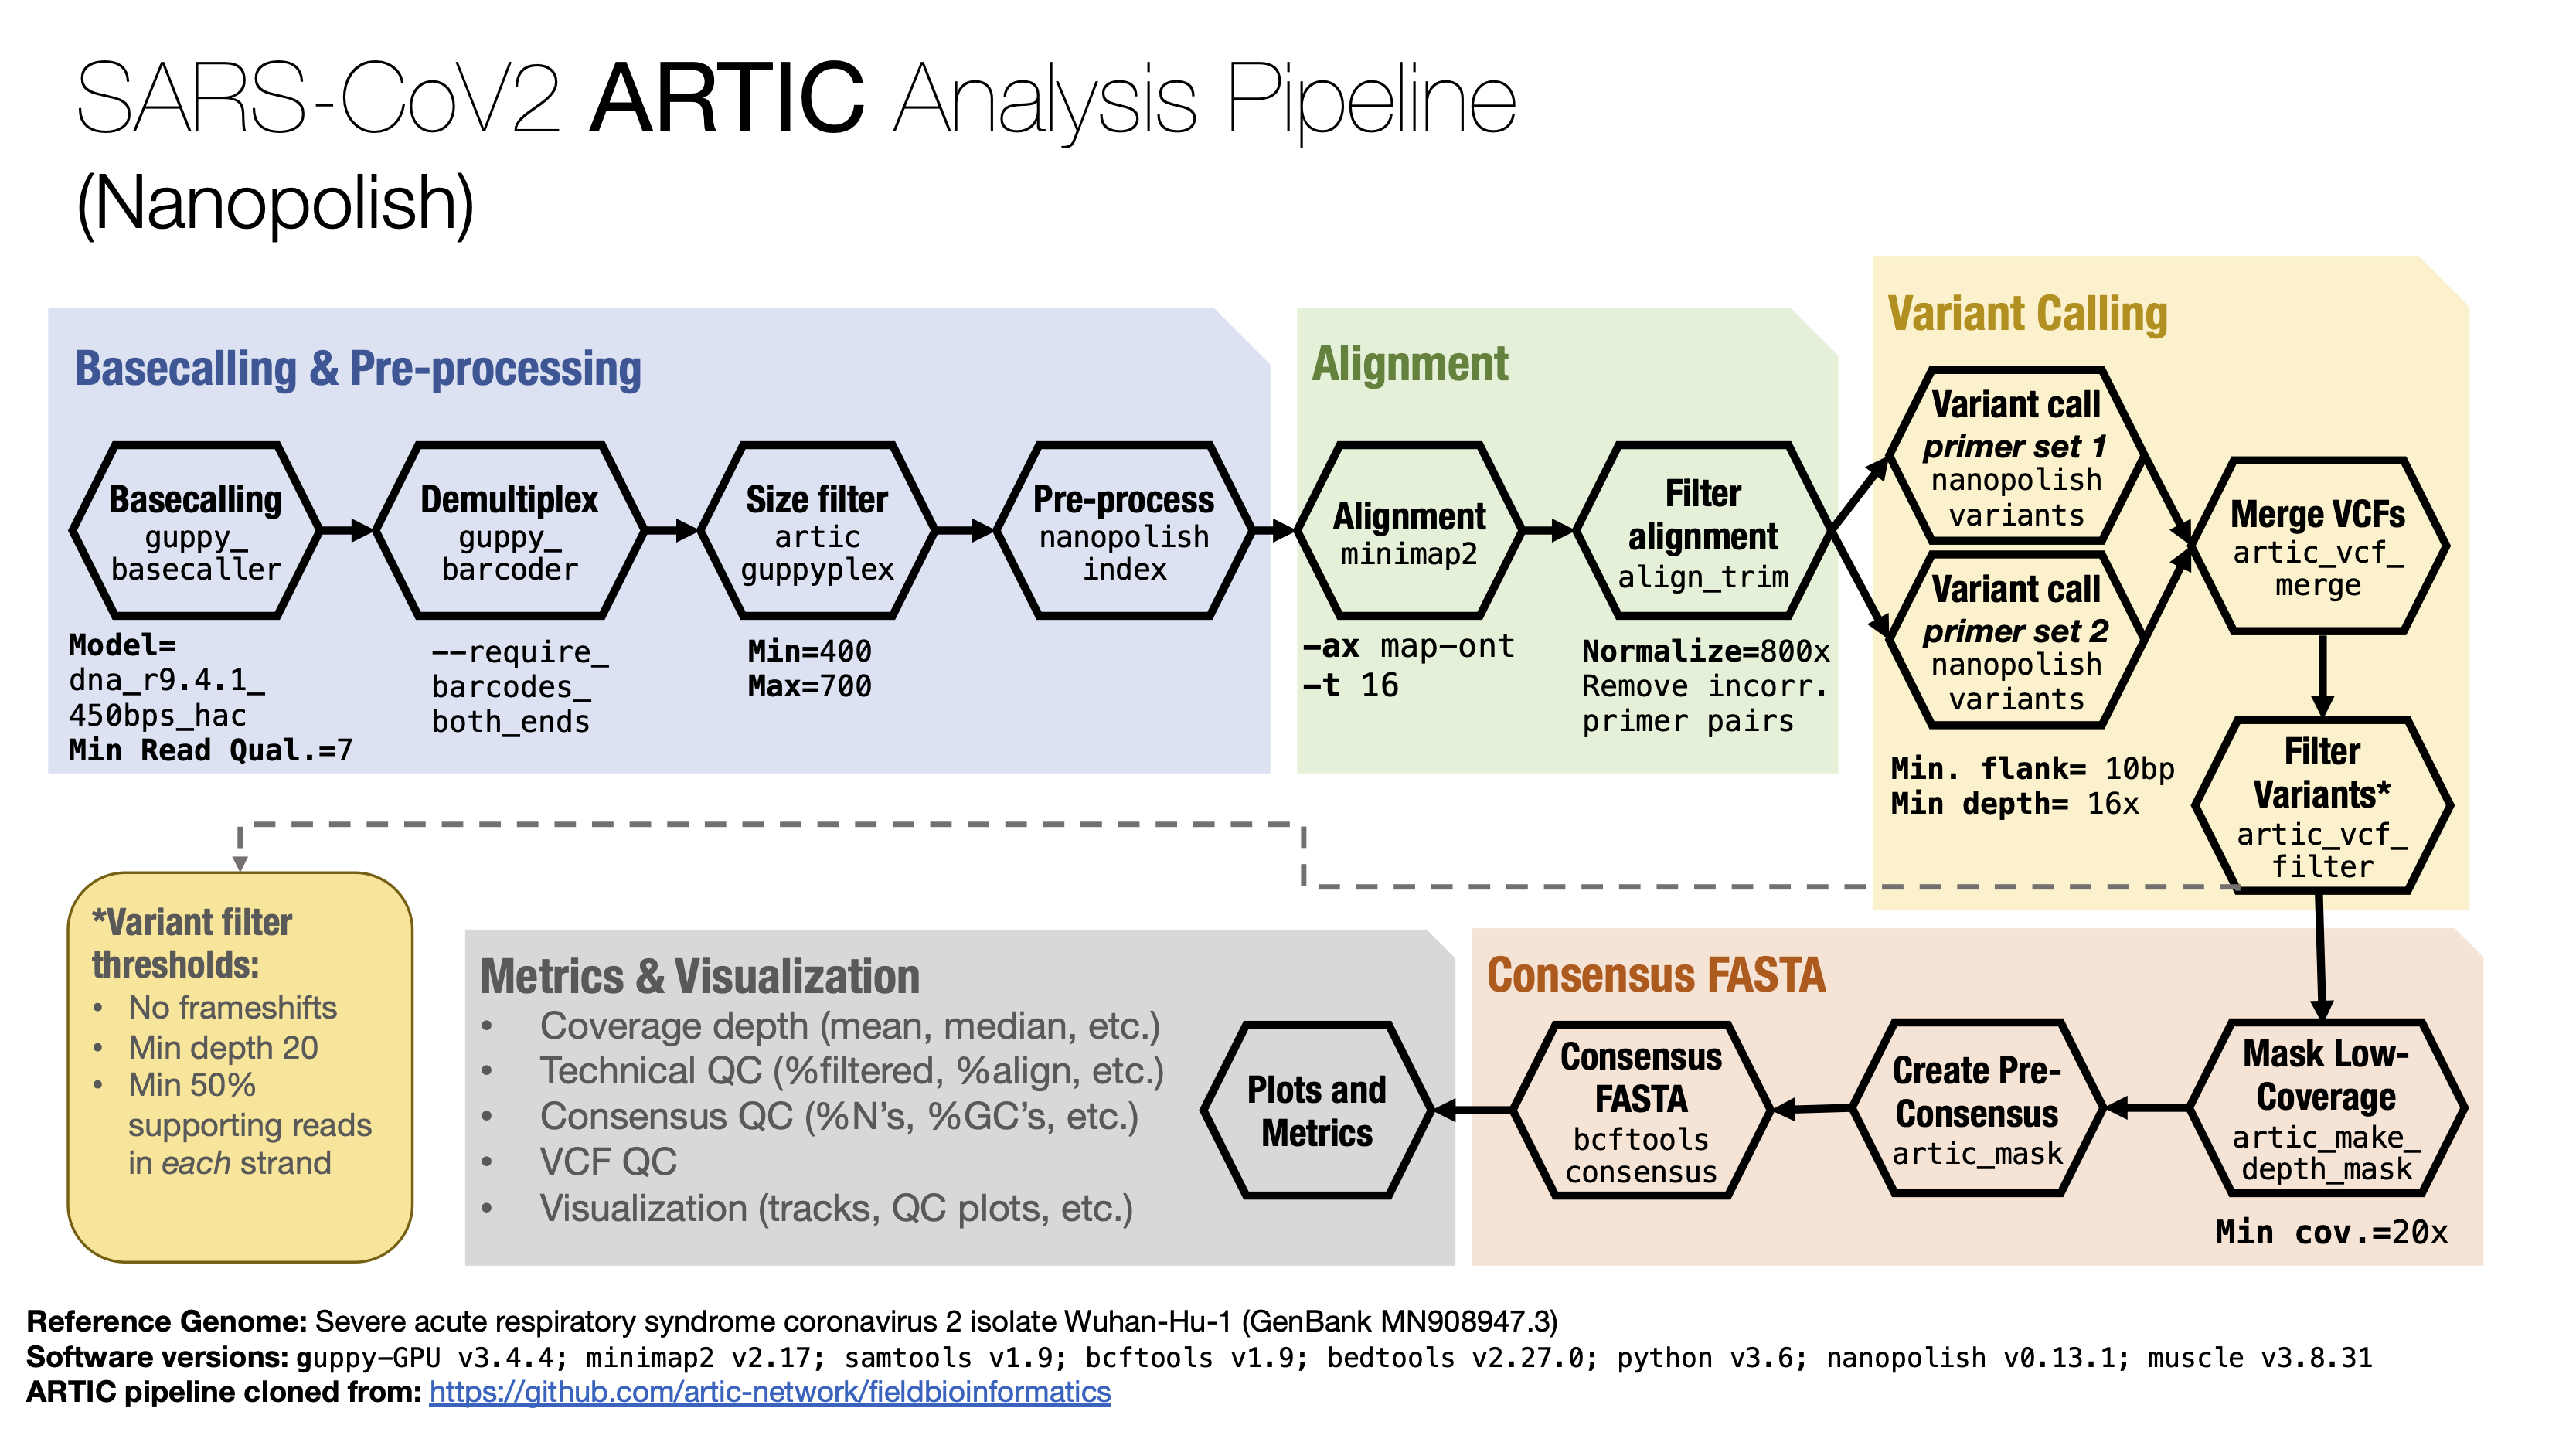 SARS-CoV2 ARTIC Analysis Pipeline
(Nanopolish)
Basecalling & Pre-processing
Basecalling
guppy_
basecaller
Model=
dna_r9.4.1_
450bps_hac
Min Read Qual.=7
Demultiplex
guppy_
barcoder
--require_
barcodes_
both_ends
Size filter
artic
guppyplex
Min=400
Max=700
Pre-process
nanopolish
index
Alignment
Alignment
minimap2
-ax map-ont
-t 16
Filter
alignment
align_trim
Normalize=800x
Remove incorr.
primer pairs
Variant Calling
Variant call
primer set 1
nanopolish
variants
Variant call
primer set 2
nanopolish
variants
Min. flank= 10bp
Min depth= 16x
Merge VCFs
artic_vcf_
merge
Filter
Variants*
artic_vcf_
filter
*Variant filter
thresholds:
• No frameshifts
• Min depth 20
• Min 50%
supporting reads
in each strand
Metrics & Visualization
• Coverage depth (mean, median, etc.)
• Technical QC (%filtered, %align, etc.)
• Consensus QC (%N’s, %GC’s, etc.)
• VCF QC
• Visualization (tracks, QC plots, etc.)
Plots and
Metrics
Consensus FASTA
Consensus
FASTA
bcftools
consensus
Create Pre-
Consensus
artic_mask
Mask Low-
Coverage
artic_make_
depth_mask
Min cov.=20x
Reference Genome: Severe acute respiratory syndrome coronavirus 2 isolate Wuhan-Hu-1 (GenBank MN908947.3)
Software versions: guppy-GPU v3.4.4; minimap2 v2.17; samtools v1.9; bcftools v1.9; bedtools v2.27.0; python v3.6; nanopolish v0.13.1; muscle v3.8.31
ARTIC pipeline cloned from: https://github.com/artic-network/fieldbioinformatics